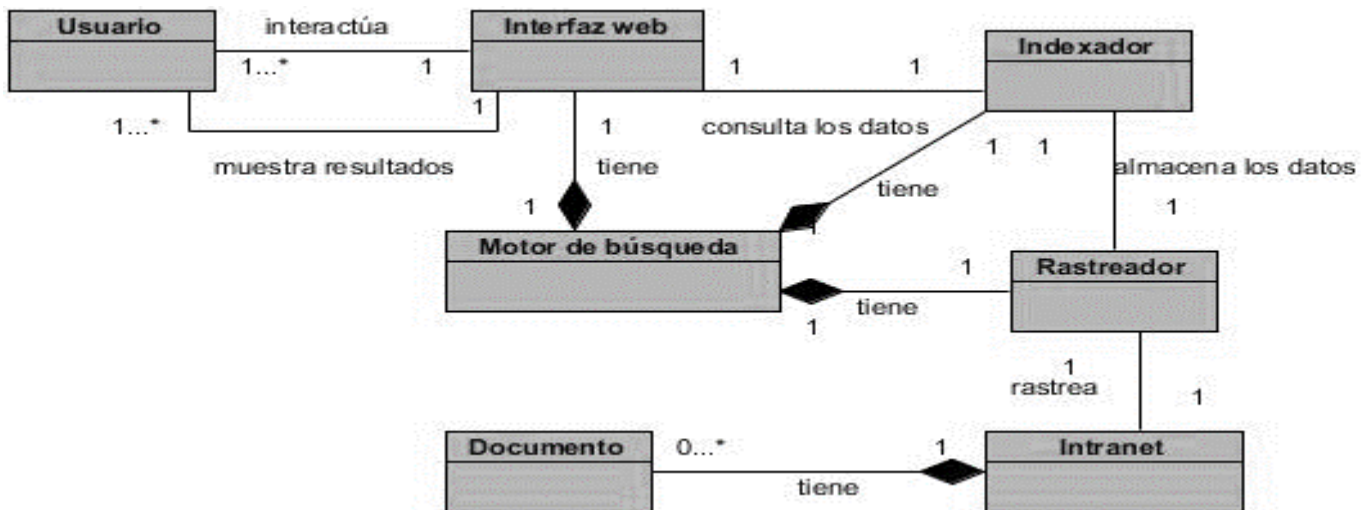 Usuario
interactúa
Interfaz web
Indexador
1...*
1
1
1
1...*
1
1
consulta los datos
muestra resultados
tiene
1
1
almacena los datos
tiene
1
1
1
Motor de búsqueda
1
Rastreador
tiene
1
1
rastrea
1
Documento
0...*
1
Intranet
tiene